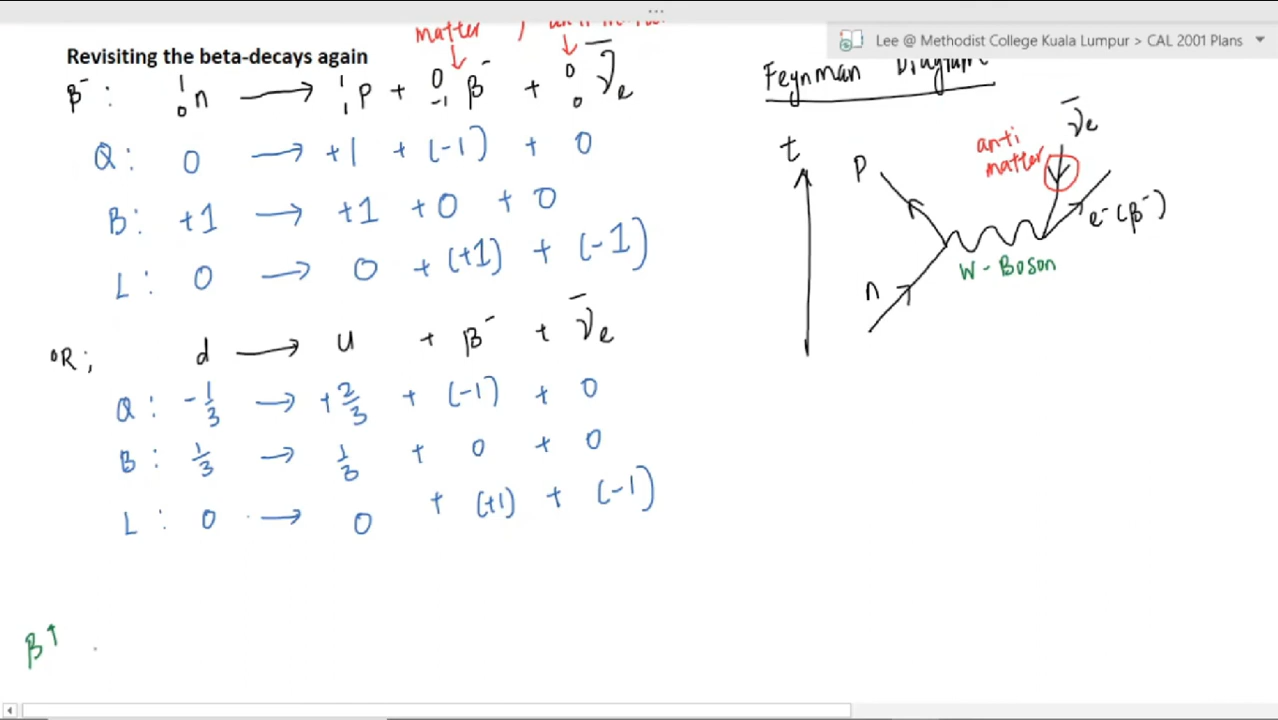 ...
matter , anti
Lee @ Methodist College Kuala Lumpur > CAL 2001 Plans
Revisiting the beta-decays again
Feynman Diagram
β⁻ : ¹₀n → ¹₁p + ⁰₋₁β⁻ + ⁰₀ν̅e
Q : 0 → +1 + (-1) + 0
B : +1 → +1 + 0 + 0
L : 0 → 0 + (+1) + (-1)
OR; d → u + β⁻ + ν̅e
Q : -1/3 → +2/3 + (-1) + 0
B : 1/3 → 1/3 + 0 + 0
L : 0 → 0 + (+1) + (-1)
β⁺
t
ν̅e
anti
matter
p
e⁻(β⁻)
W - Boson
n